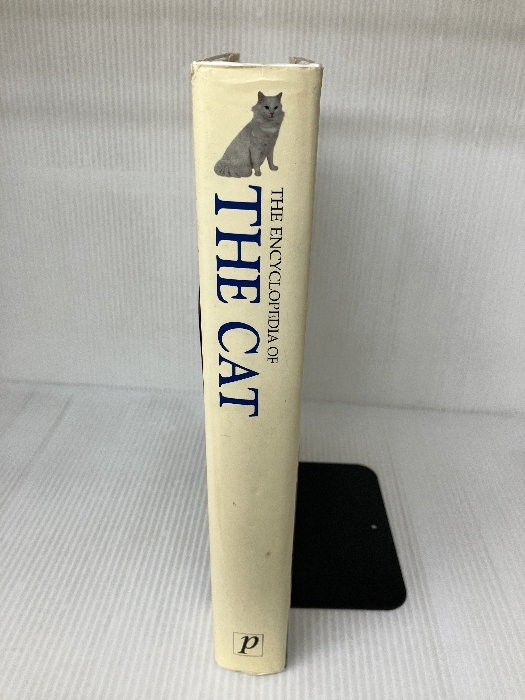 THE ENCYCLOPEDIA OF
THE CAT
p